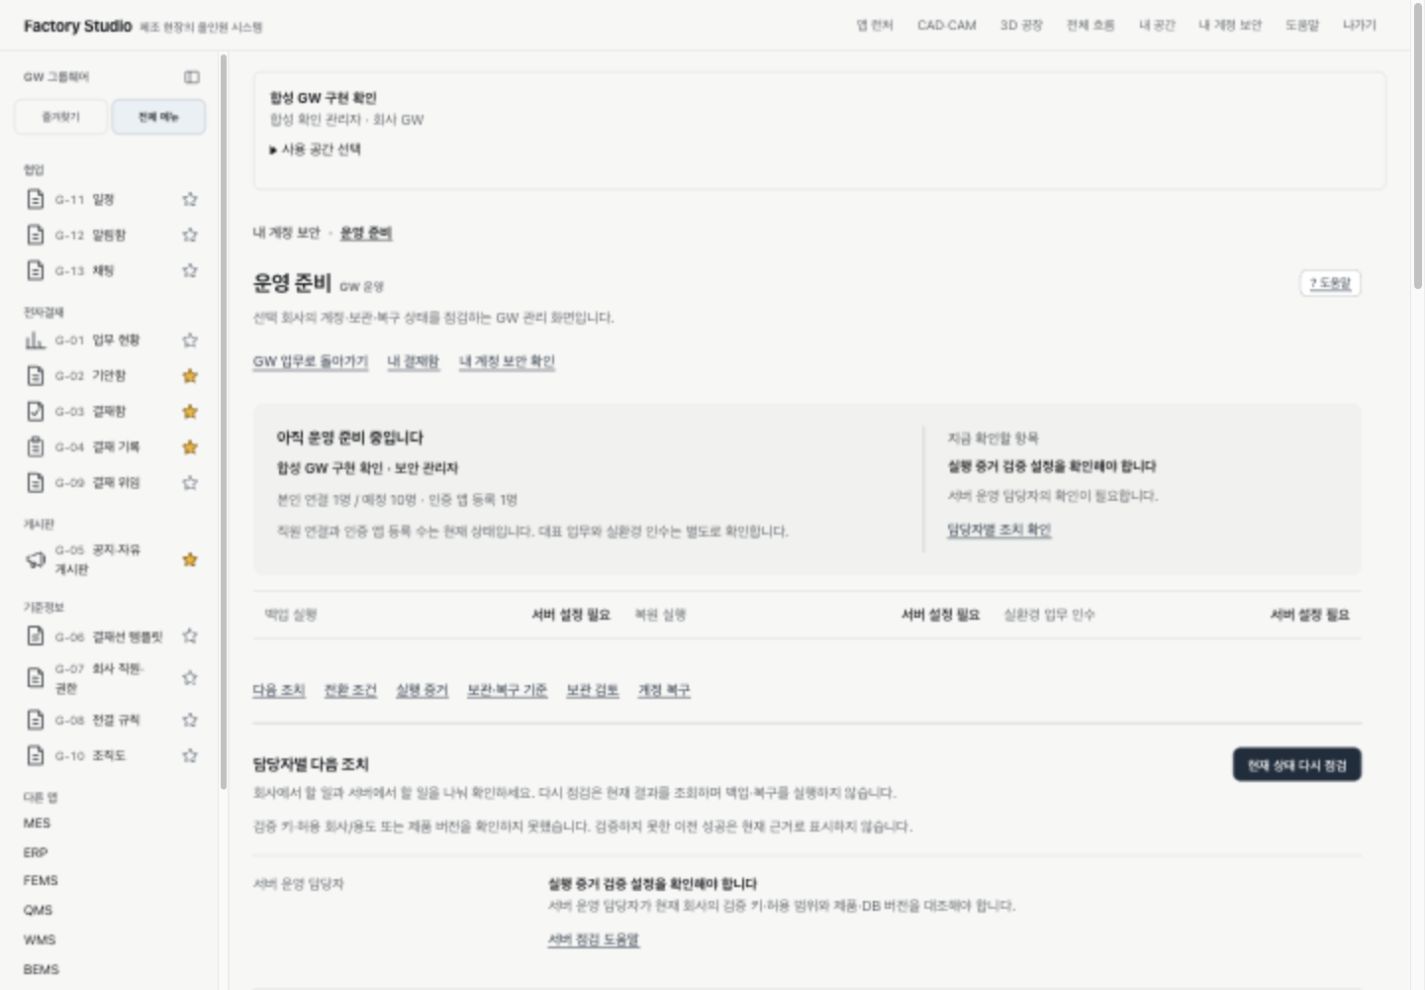 Factory Studio 제조 현장의 올인원 시스템
앱 런처 CAD·CAM 3D 공장 전체 흐름 내 공간 내 계정 보안 도움말 나가기
GW 그룹웨어
즐겨찾기 전체 메뉴
협업
G-11 일정
G-12 알림함
G-13 채팅
전자결재
G-01 업무 현황
G-02 기안함
G-03 결재함
G-04 결재 기록
G-09 결재 위임
게시판
G-05 공지·자유
게시판
기준정보
G-06 결재선 템플릿
G-07 회사 직원·
권한
G-08 전결 규칙
G-10 조직도
다른 앱
MES
ERP
FEMS
QMS
WMS
BEMS
합성 GW 구현 확인
합성 확인 관리자 · 회사 GW
▶ 사용 공간 선택
내 계정 보안 · 운영 준비
운영 준비 GW 운영
? 도움말
선택 회사의 계정·보관·복구 상태를 점검하는 GW 관리 화면입니다.
GW 업무로 돌아가기 내 결재함 내 계정 보안 확인
아직 운영 준비 중입니다
합성 GW 구현 확인 · 보안 관리자
본인 연결 1명 / 예정 10명 · 인증 앱 등록 1명
직원 연결과 인증 앱 등록 수는 현재 상태입니다. 대표 업무와 실환경 인수는 별도로 확인합니다.
지금 확인할 항목
실행 증거 검증 설정을 확인해야 합니다
서버 운영 담당자의 확인이 필요합니다.
담당자별 조치 확인
백업 실행 서버 설정 필요 복원 실행 서버 설정 필요 실환경 업무 인수 서버 설정 필요
다음 조치 전환 조건 실행 증거 보관·복구 기준 보관 검토 계정 복구
담당자별 다음 조치
현재 상태 다시 점검
회사에서 할 일과 서버에서 할 일을 나눠 확인하세요. 다시 점검은 현재 결과를 조회하며 백업·복구를 실행하지 않습니다.
검증 키·허용 회사/용도 또는 제품 버전을 확인하지 못했습니다. 검증하지 못한 이전 성공은 현재 근거로 표시하지 않습니다.
서버 운영 담당자
실행 증거 검증 설정을 확인해야 합니다
서버 운영 담당자가 현재 회사의 검증 키·허용 범위와 제품·DB 버전을 대조해야 합니다.
서버 점검 도움말